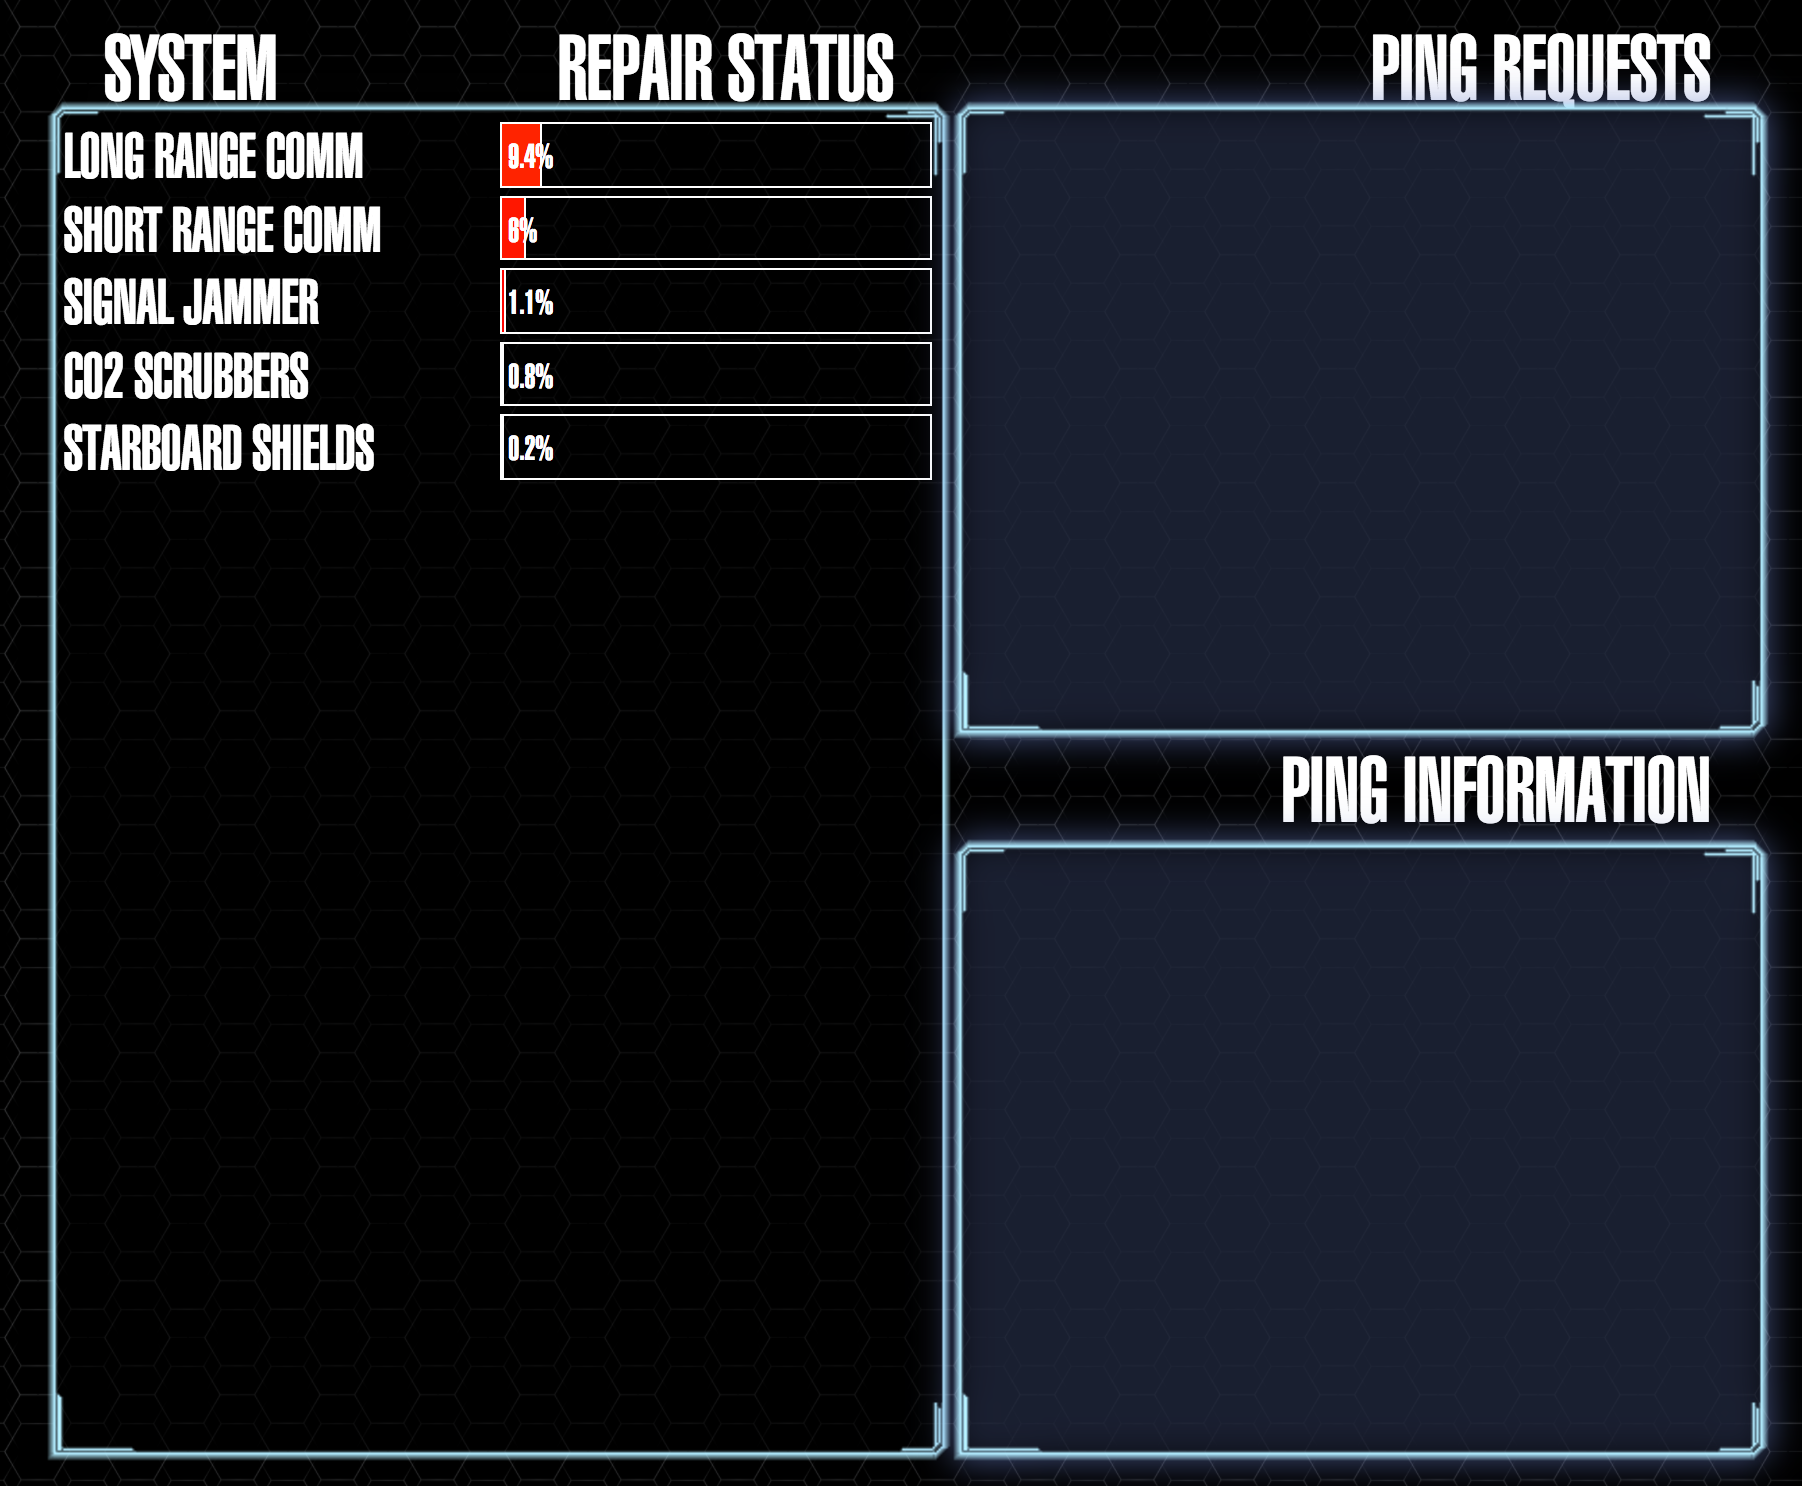 SYSTEM REPAIR STATUS
LONG RANGE COMM 9.4%
SHORT RANGE COMM 6%
SIGNAL JAMMER 1.1%
CO2 SCRUBBERS 0.8%
STARBOARD SHIELDS 0.2%
PING REQUESTS
PING INFORMATION